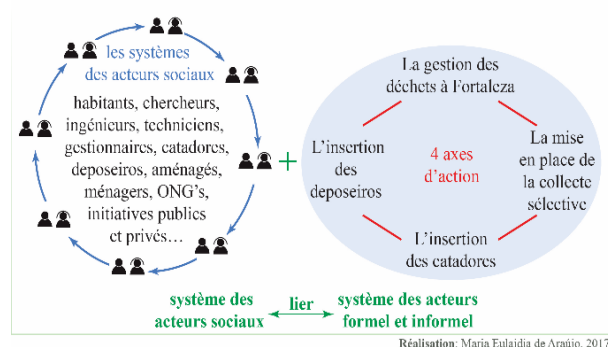 les systèmes
des acteurs sociaux
habitants, chercheurs,
ingénieurs, techniciens,
gestionnaires, catadores,
deposeiros, aménagés,
ménagers, ONG's,
initiatives publics
et privés...
+
La gestion des
déchets à Fortaleza
L'insertion
des
deposeiros
4 axes
d'action
La mise
en place de
la collecte
sélective
L'insertion
des catadores
système des
acteurs sociaux
lier
système des acteurs
formel et informel
Réalisation: Maria Eulaidia de Araújo, 2017